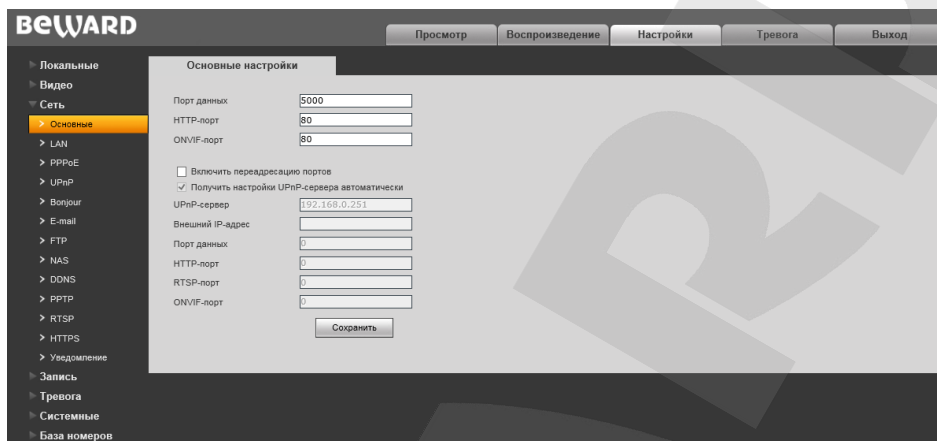 BEWARD
Просмотр
Воспроизведение
Настройки
Тревога
Выход
Локальные
Видео
Сеть
Основные
LAN
PPPoE
UPnP
Bonjour
E-mail
FTP
NAS
DDNS
PPTP
RTSP
HTTPS
Уведомление
Запись
Тревога
Системные
База номеров
Основные настройки
Порт данных 5000
HTTP-порт 80
ONVIF-порт 80
Включить переадресацию портов
Получить настройки UPnP-сервера автоматически
UPnP-сервер 192.168.0.251
Внешний IP-адрес
Порт данных 0
HTTP-порт 0
RTSP-порт 0
ONVIF-порт 0
Сохранить